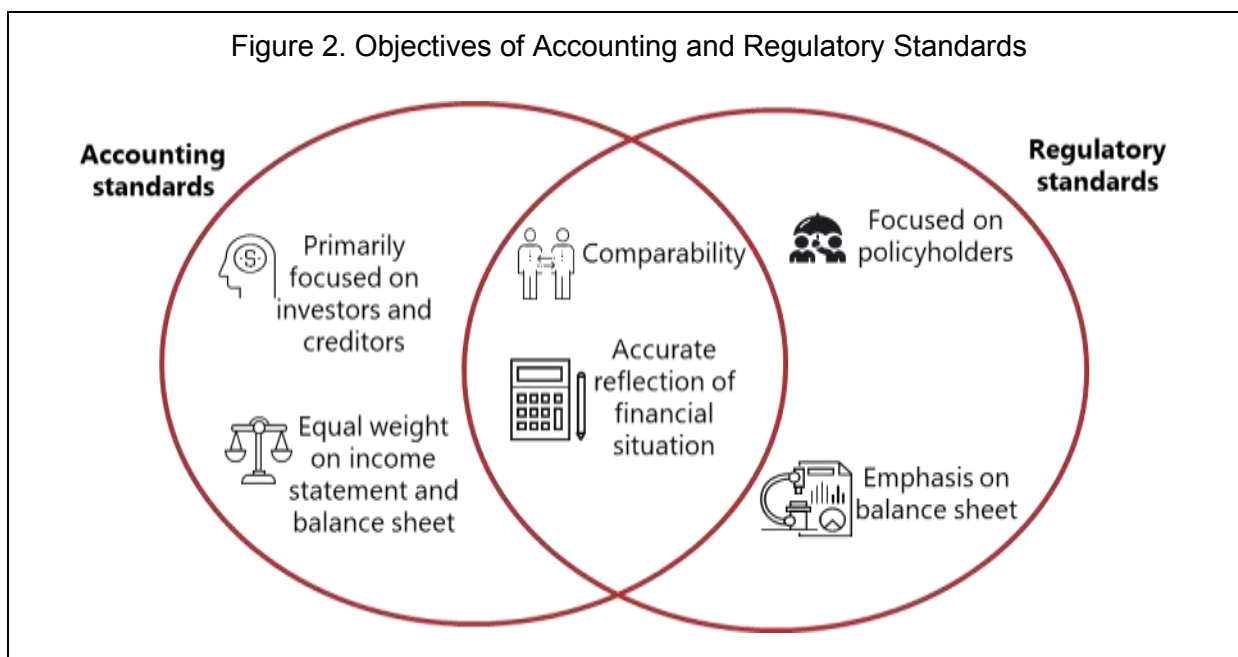 Figure 2. Objectives of Accounting and Regulatory Standards
Accounting
standards
Primarily
focused on
investors and
creditors
Equal weight
on income
statement and
balance sheet
Comparability
Accurate
reflection of
financial
situation
Regulatory
standards
Focused on
policyholders
Emphasis on
balance sheet